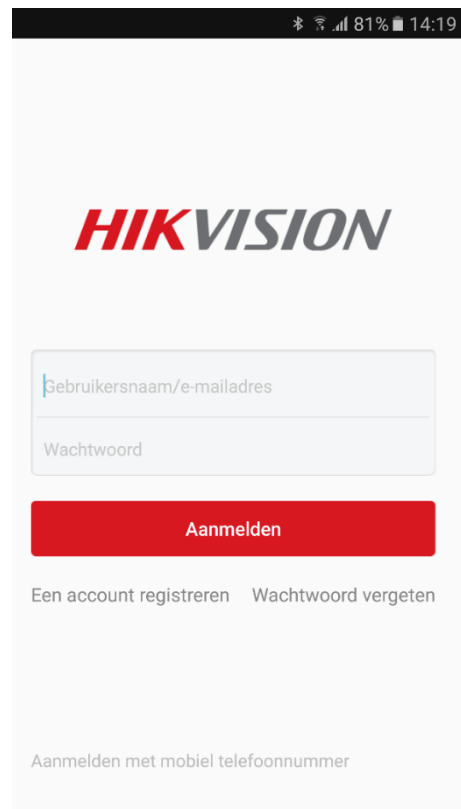 81% 14:19
HIKVISION
Gebruikersnaam/e-mailadres
Wachtwoord
Aanmelden
Een account registreren Wachtwoord vergeten
Aanmelden met mobiel telefoonnummer